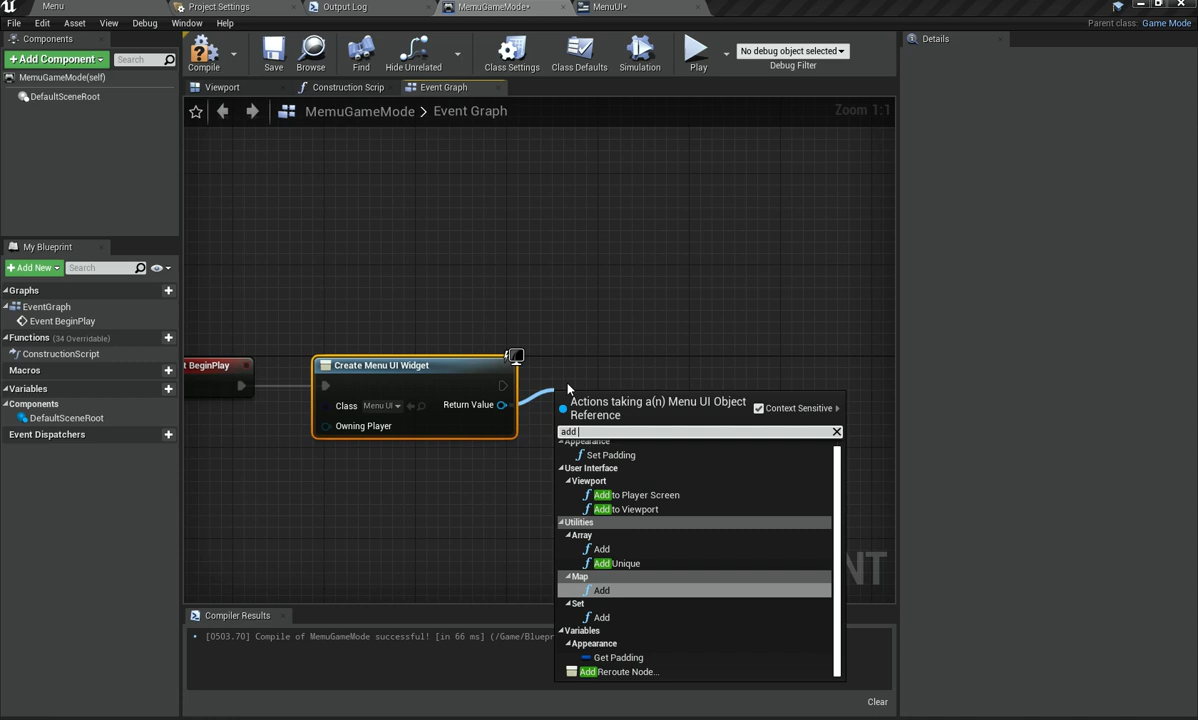 Menu
Project Settings
Output Log
MemuGameMode*
MenuUI*
File Edit Asset View Debug Window Help
Parent class: Game Mode
Components
+ Add Component
Search
MemuGameMode(self)
DefaultSceneRoot
Compile
Save
Browse
Find
Hide Unrelated
Class Settings
Class Defaults
Simulation
Play
No debug object selected
Debug Filter
Details
Viewport
Construction Scrip
Event Graph
MemuGameMode > Event Graph
Zoom 1:1
My Blueprint
+ Add New
Search
Graphs
EventGraph
Event BeginPlay
Functions (34 Overridable)
ConstructionScript
Macros
Variables
Components
DefaultSceneRoot
Event Dispatchers
t BeginPlay
Create Menu UI Widget
Class Menu UI
Return Value
Owning Player
Actions taking a(n) Menu UI Object
Reference
Context Sensitive
add
Appearance
Set Padding
User Interface
Viewport
Add to Player Screen
Add to Viewport
Utilities
Array
Add
Add Unique
Map
Add
Set
Add
Variables
Appearance
Get Padding
Add Reroute Node...
NT
Compiler Results
[0503.70] Compile of MemuGameMode successful! [in 66 ms] (/Game/Bluepr
Clear